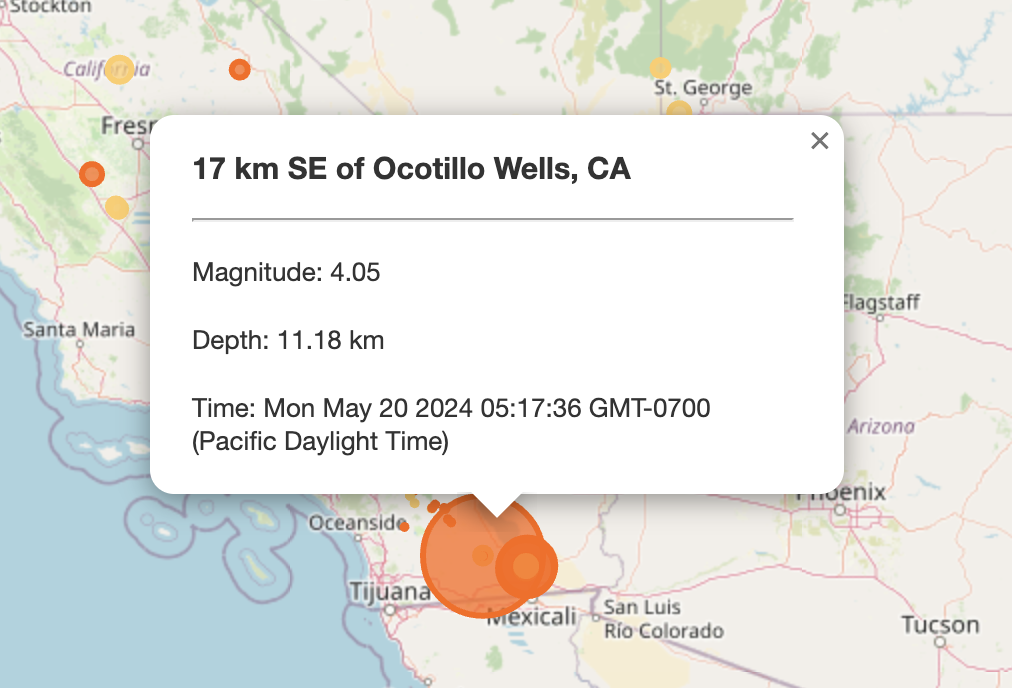 Stockton
California
St. George
Fresn
17 km SE of Ocotillo Wells, CA
Magnitude: 4.05
Flagstaff
Santa Maria
Depth: 11.18 km
Time: Mon May 20 2024 05:17:36 GMT-0700
(Pacific Daylight Time)
Arizona
Phoenix
Oceanside
Tijuana
Mexicali
San Luis
Río Colorado
Tucson